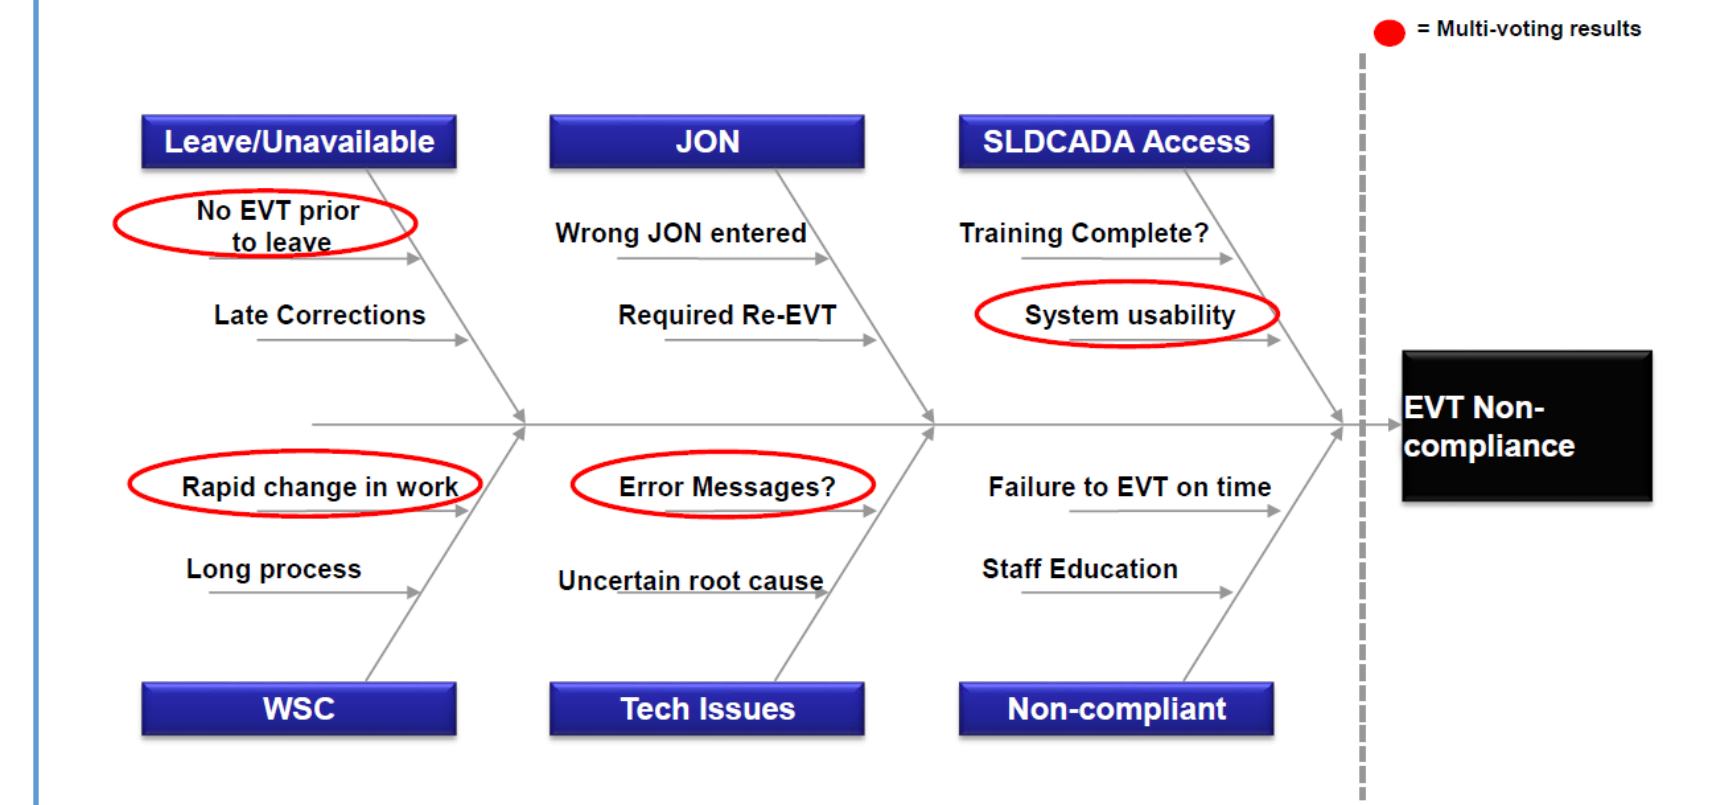 = Multi-voting results
Leave/Unavailable
JON
SLDCADA Access
No EVT prior
to leave
Wrong JON entered
Training Complete?
Late Corrections
Required Re-EVT
System usability
EVT Non-
compliance
Rapid change in work
Error Messages?
Failure to EVT on time
Long process
Uncertain root cause
Staff Education
WSC
Tech Issues
Non-compliant